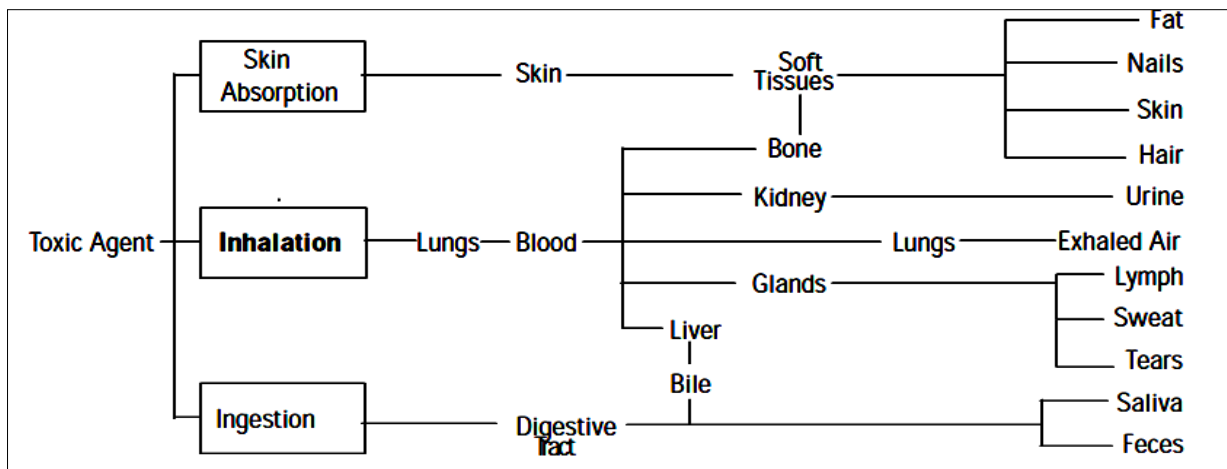 Fat
Skin
Absorption
Skin
Soft
Tissues
Nails
Skin
Bone
Hair
Kidney
Urine
Toxic Agent
Inhalation
Lungs
Blood
Lungs
Exhaled Air
Glands
Lymph
Sweat
Liver
Tears
Bile
Ingestion
Digestive
Tract
Saliva
Feces